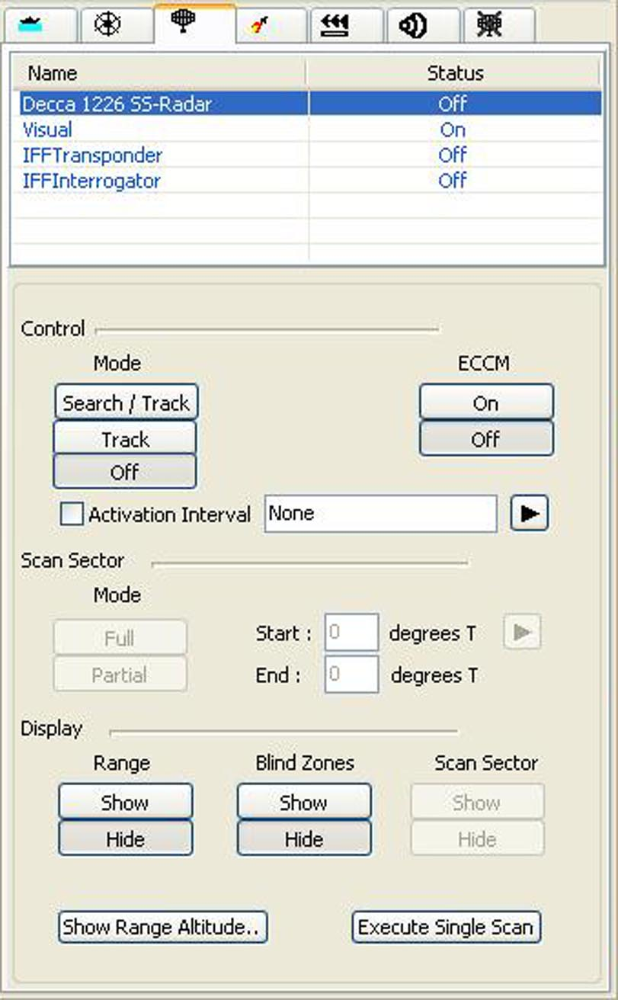 Name Status
Decca 1226 SS-Radar Off
Visual On
IFFTransponder Off
IFFInterrogator Off
Control
Mode ECCM
Search / Track On
Track Off
Off
Activation Interval None
Scan Sector
Mode
Full Start : 0 degrees T
Partial End : 0 degrees T
Display
Range Blind Zones Scan Sector
Show Show Show
Hide Hide Hide
Show Range Altitude.. Execute Single Scan